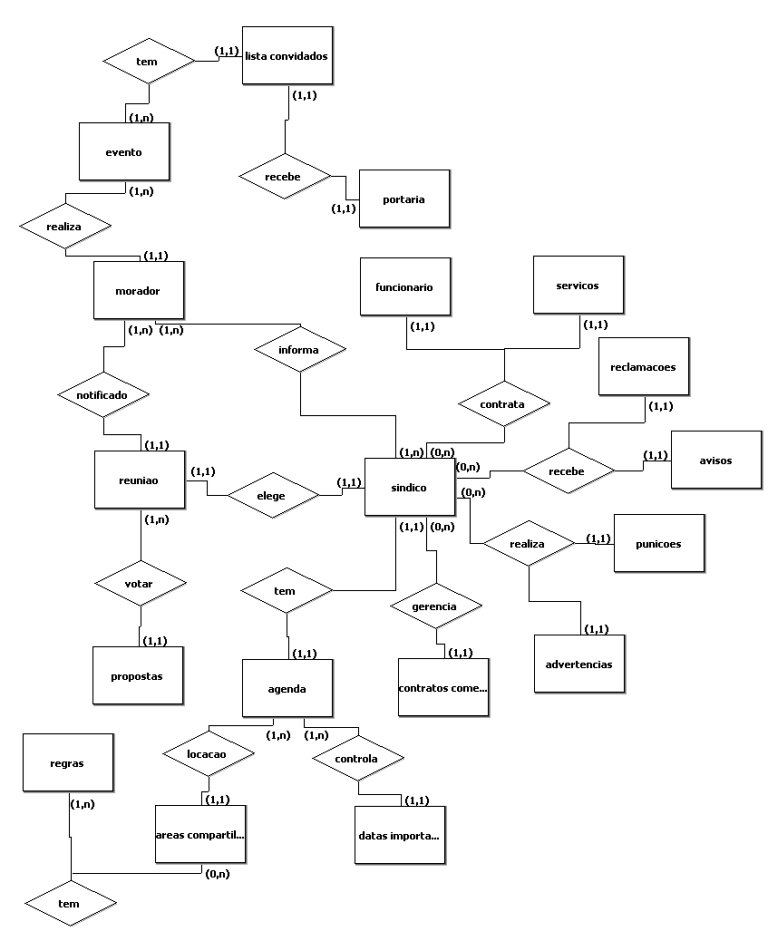 (1,1)
lista convidados
tem
(1,1)
(1,n)
evento
recebe
(1,n)
portaria
(1,1)
realiza
(1,1)
morador
funcionario
servicos
(1,n)
(1,n)
(1,1)
(1,1)
informa
reclamacoes
notificado
contrata
(1,1)
(1,1)
(1,n)
(0,n)
avisos
(1,1)
(0,n)
recebe
(1,1)
reuniao
(1,1)
elege
(1,1)
sindico
(0,n)
(1,n)
(1,1)
(0,n)
(1,1)
realiza
(1,1)
punicoes
votar
tem
gerencia
(1,1)
(1,1)
(1,1)
(1,1)
propostas
agenda
contratos come...
advertencias
(1,n)
(1,n)
locacao
controla
regras
(1,n)
(1,1)
(1,1)
areas compartil...
datas importa...
(0,n)
tem